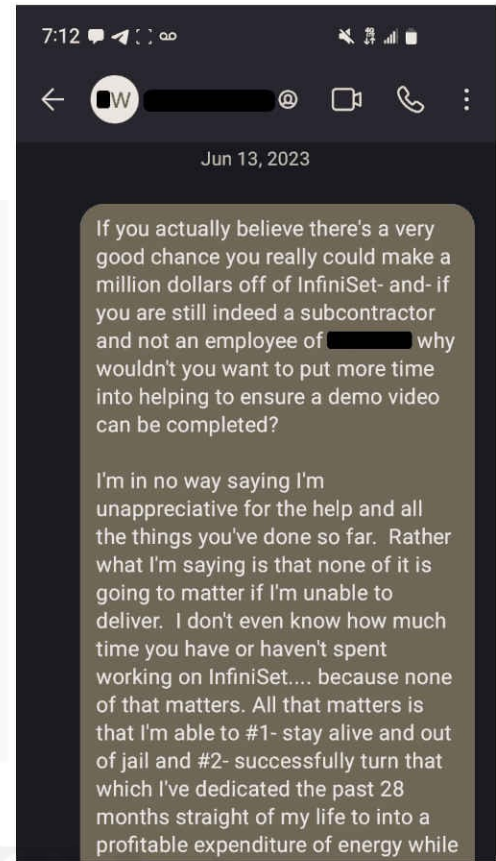 7:12
W
Jun 13, 2023
If you actually believe there's a very
good chance you really could make a
million dollars off of InfiniSet- and- if
you are still indeed a subcontractor
and not an employee of why
wouldn't you want to put more time
into helping to ensure a demo video
can be completed?
I'm in no way saying I'm
unappreciative for the help and all
the things you've done so far. Rather
what I'm saying is that none of it is
going to matter if I'm unable to
deliver. I don't even know how much
time you have or haven't spent
working on InfiniSet.... because none
of that matters. All that matters is
that I'm able to #1- stay alive and out
of jail and #2- successfully turn that
which I've dedicated the past 28
months straight of my life to into a
profitable expenditure of energy while